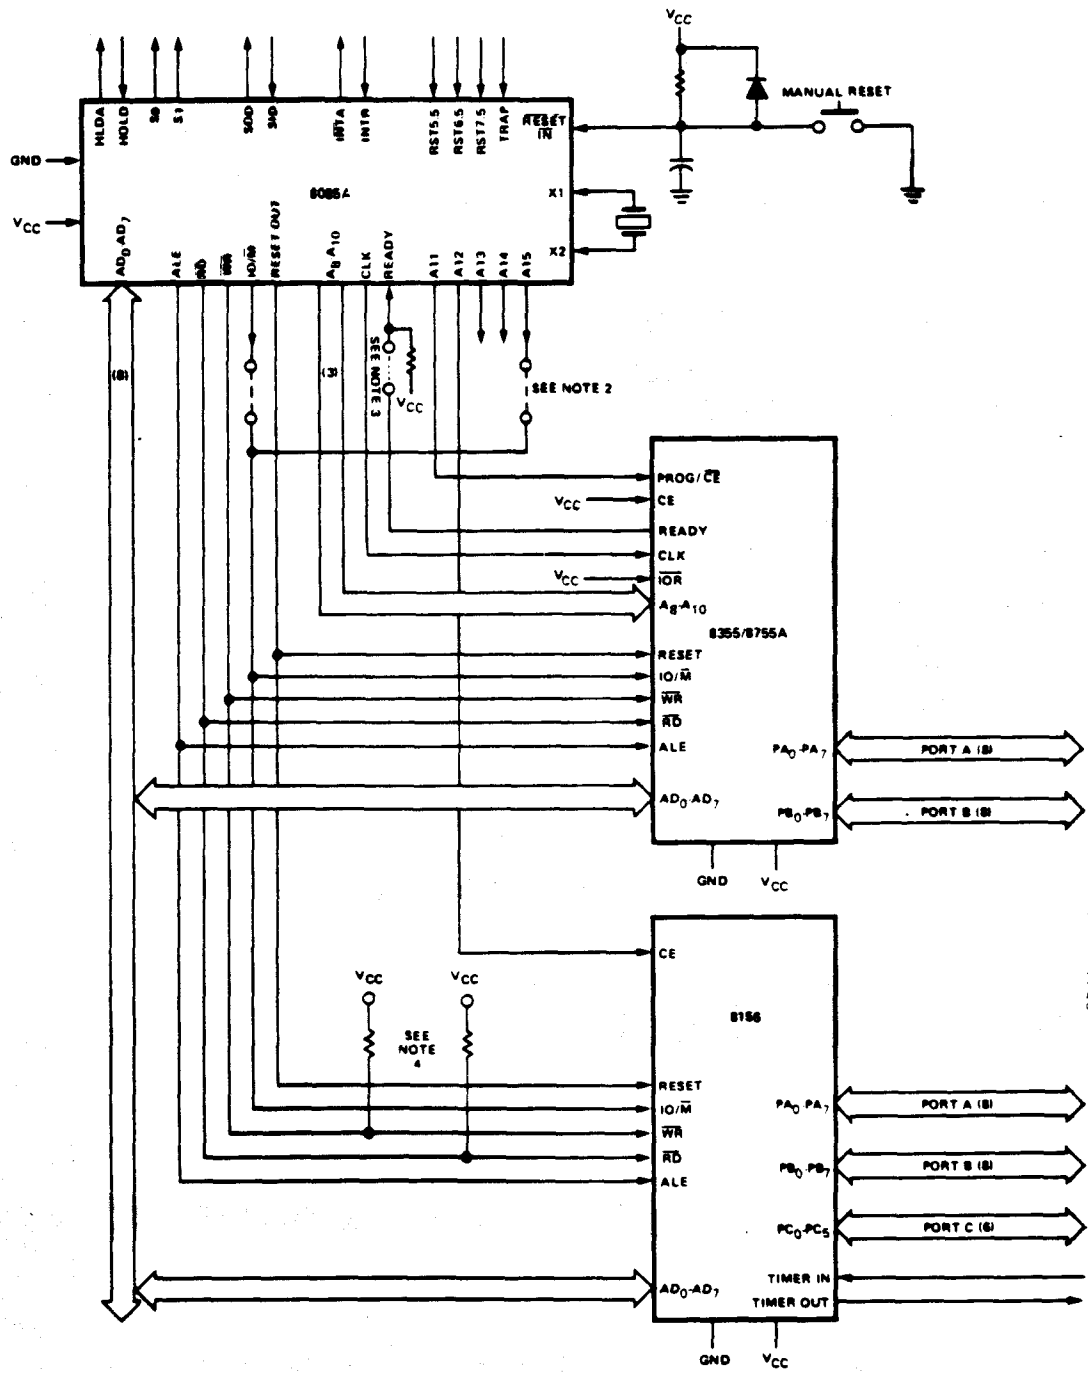 VCC
MANUAL RESET
HLDA
HOLD
S0
S1
SOD
SID
INTA
INTR
RST5.5
RST6.5
RST7.5
TRAP
RESET
IN
GND
8085A
X1
VCC
X2
AD0-AD7
ALE
RD
WR
IO/M
RESET OUT
A8-A10
CLK
READY
A11
A12
A13
A14
A15
(8)
(3)
SEE NOTE 3
VCC
SEE NOTE 2
PROG/CE
VCC
CE
READY
CLK
VCC
IOR
A8-A10
8355/8755A
RESET
IO/M
WR
RD
ALE
PA0-PA7
PORT A (8)
AD0-AD7
PB0-PB7
PORT B (8)
GND
VCC
CE
VCC
VCC
8156
SEE
NOTE
4
RESET
IO/M
PA0-PA7
PORT A (8)
WR
RD
PB0-PB7
PORT B (8)
ALE
PC0-PC5
PORT C (6)
TIMER IN
AD0-AD7
TIMER OUT
GND
VCC